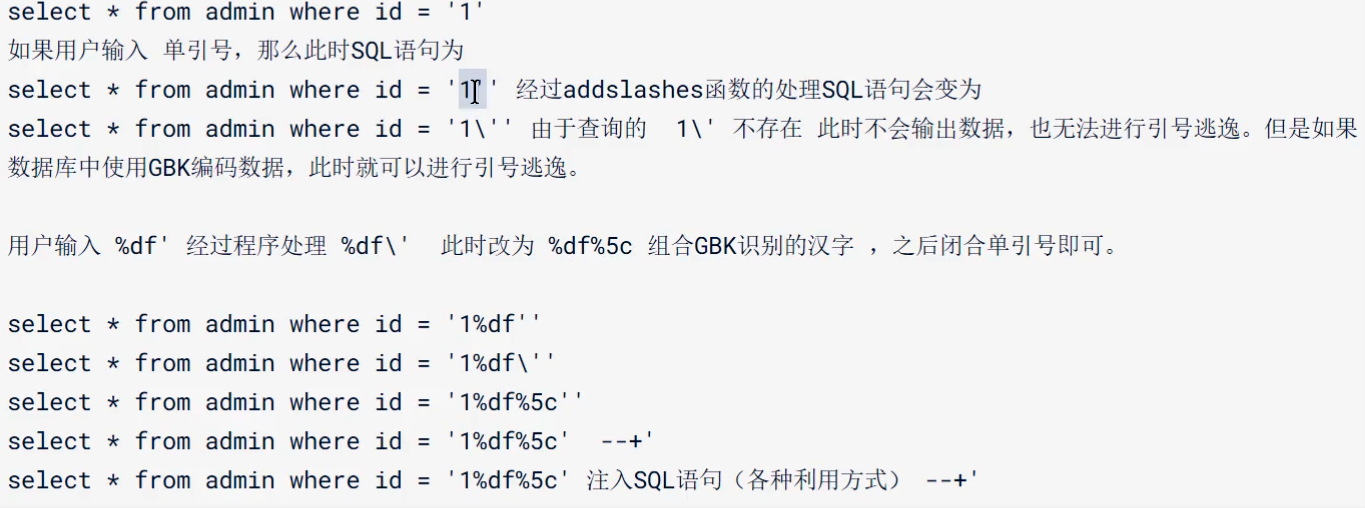 select * from admin where id = '1'
如果用户输入 单引号，那么此时SQL语句为
select * from admin where id = '1'' 经过addslashes函数的处理SQL语句会变为
select * from admin where id = '1\'' 由于查询的 1\' 不存在 此时不会输出数据，也无法进行引号逃逸。但是如果
数据库中使用GBK编码数据，此时就可以进行引号逃逸。
用户输入 %df' 经过程序处理 %df\' 此时改为 %df%5c 组合GBK识别的汉字 ，之后闭合单引号即可。
select * from admin where id = '1%df''
select * from admin where id = '1%df\''
select * from admin where id = '1%df%5c''
select * from admin where id = '1%df%5c' --+'
select * from admin where id = '1%df%5c' 注入SQL语句（各种利用方式） --+'